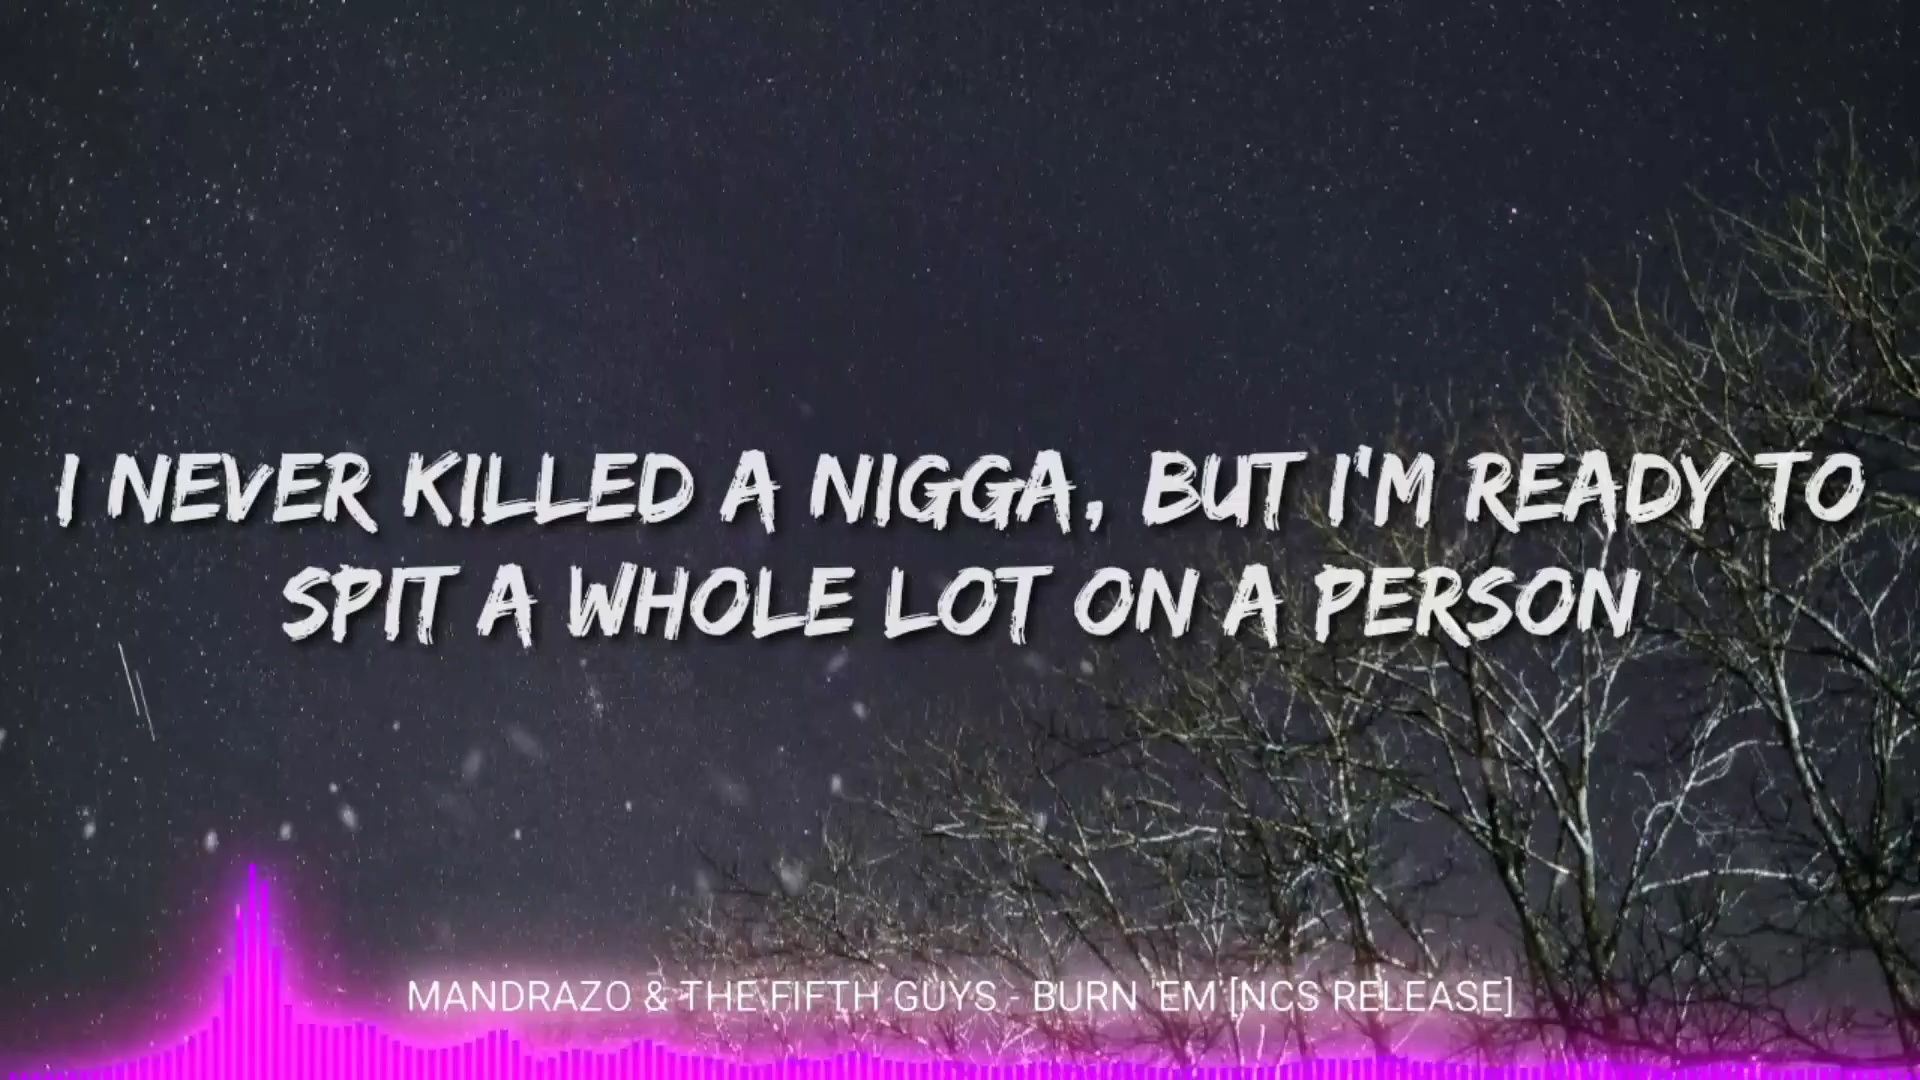 I NEVER KILLED A NIGGA, BUT I'M READY TO
SPIT A WHOLE LOT ON A PERSON
MANDRAZO & THE FIFTH GUYS - BURN 'EM [NCS RELEASE]